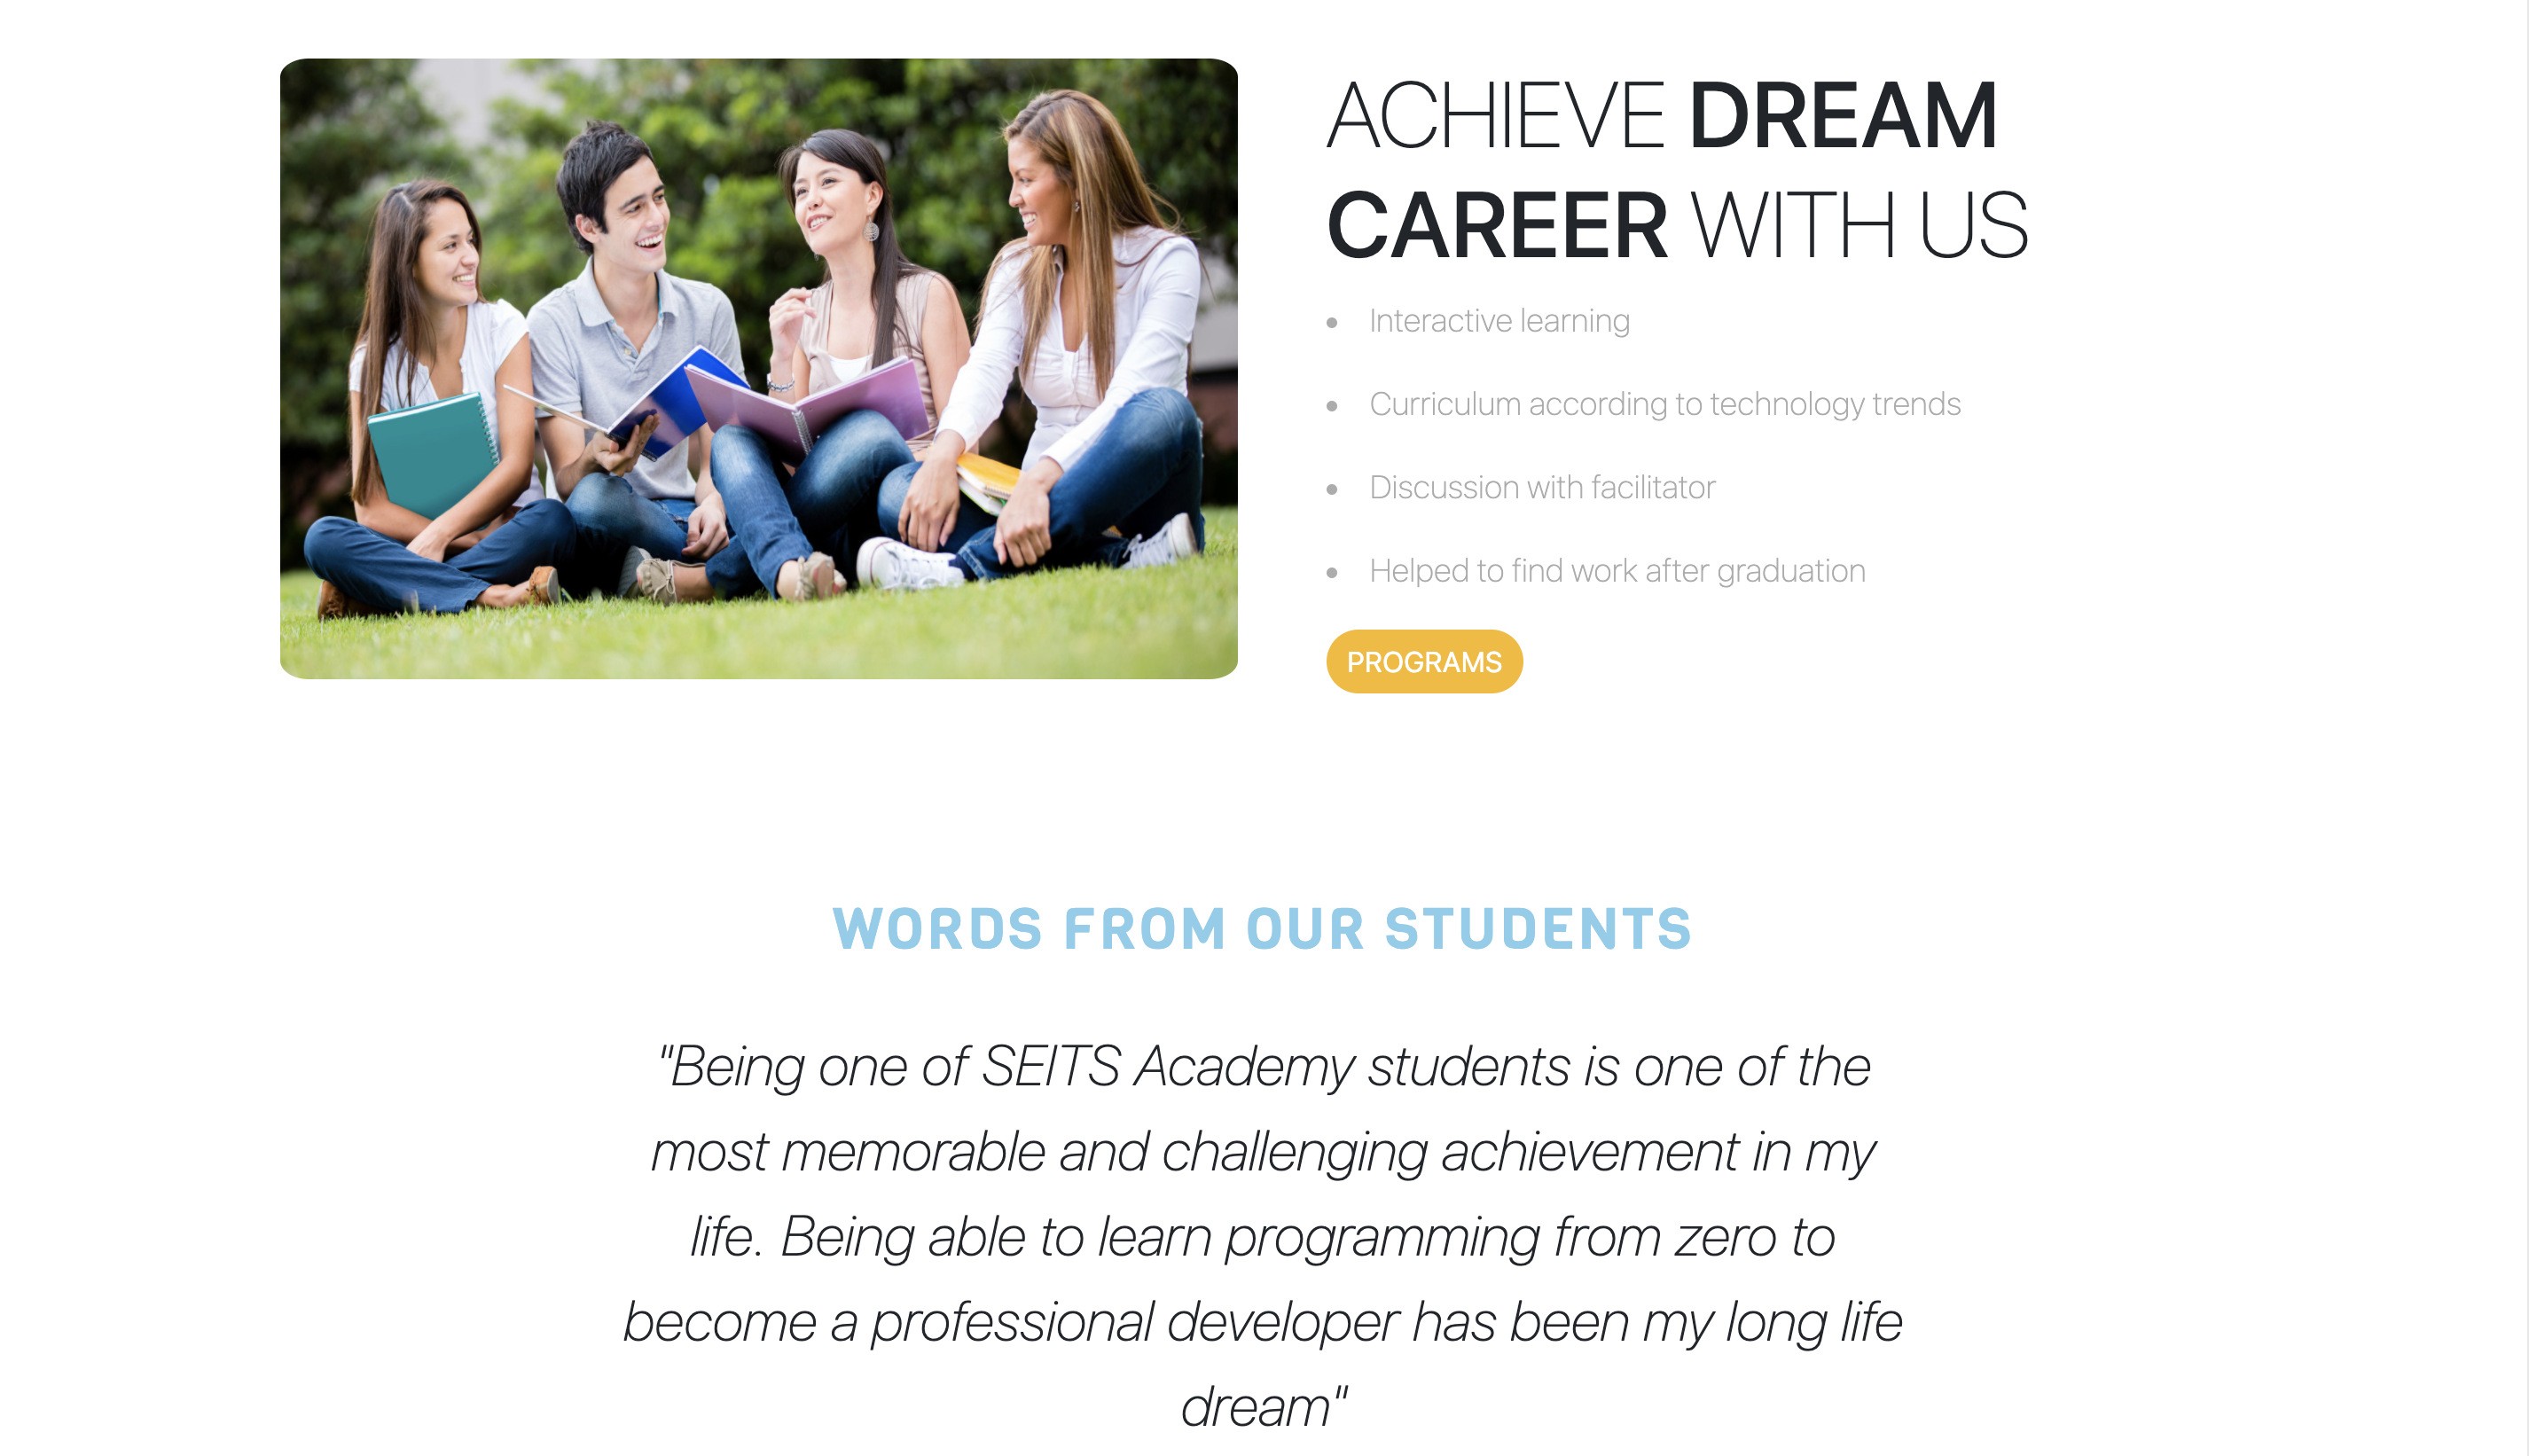 ACHIEVE DREAM
CAREER WITH US
Interactive learning
Curriculum according to technology trends
Discussion with facilitator
Helped to find work after graduation
PROGRAMS
WORDS FROM OUR STUDENTS
"Being one of SEITS Academy students is one of the
most memorable and challenging achievement in my
life. Being able to learn programming from zero to
become a professional developer has been my long life
dream"